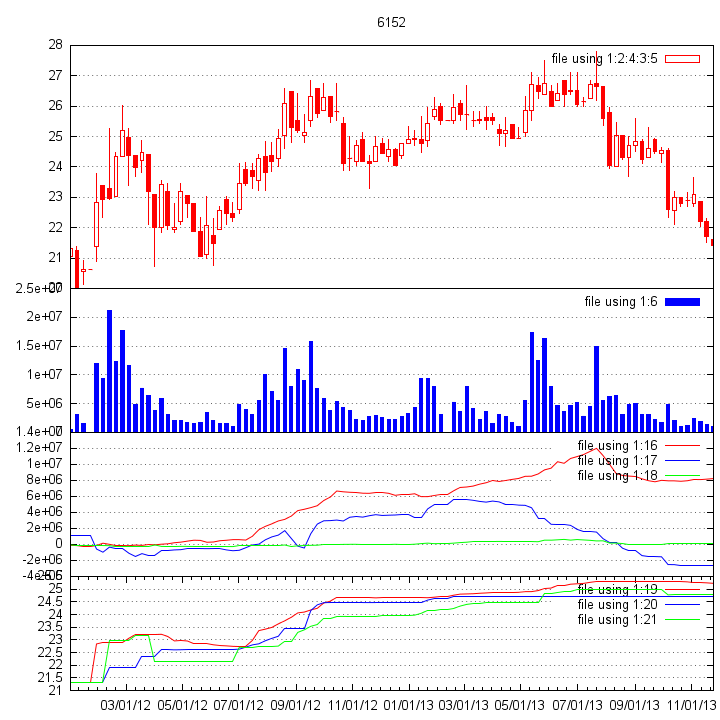 6152
28
file using 1:2:4:3:5
27
26
25
24
23
22
21
2.5e+07
file using 1:6
2e+07
1.5e+07
1e+07
5e+06
1.4e+07
file using 1:16
1.2e+07
file using 1:17
1e+07
file using 1:18
8e+06
6e+06
4e+06
2e+06
0
-2e+06
-4e+06
25
file using 1:19
24.5
file using 1:20
24
file using 1:21
23.5
23
22.5
22
21.5
21
03/01/12 05/01/12 07/01/12 09/01/12 11/01/12 01/01/13 03/01/13 05/01/13 07/01/13 09/01/13 11/01/13